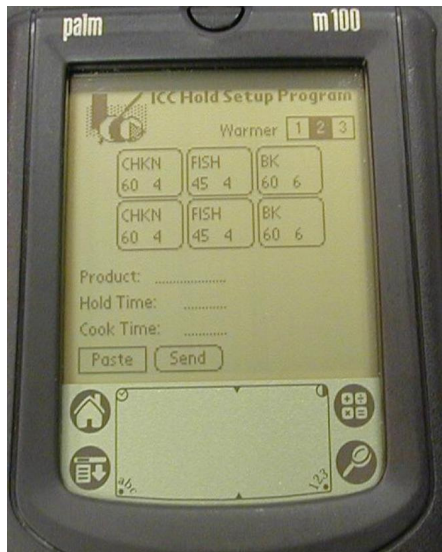 palm m100
ICC Hold Setup Program
Warmer 1 2 3
CHKN FISH BK
60 4 45 4 60 6
CHKN FISH BK
60 4 45 4 60 6
Product:
Hold Time:
Cook Time:
Paste Send
abc 123